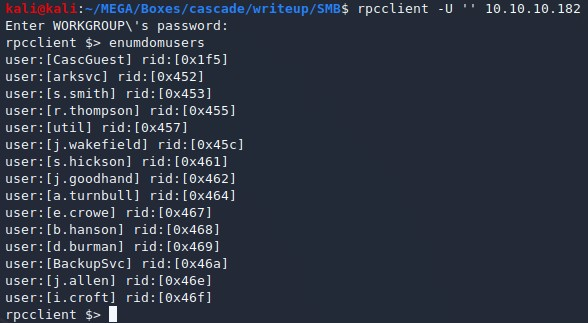 kali@kali:~/MEGA/Boxes/cascade/writeup/SMB$ rpcclient -U '' 10.10.10.182
Enter WORKGROUP\'s password:
rpcclient $> enumdomusers
user:[CascGuest] rid:[0x1f5]
user:[arksvc] rid:[0x452]
user:[s.smith] rid:[0x453]
user:[r.thompson] rid:[0x455]
user:[util] rid:[0x457]
user:[j.wakefield] rid:[0x45c]
user:[s.hickson] rid:[0x461]
user:[j.goodhand] rid:[0x462]
user:[a.turnbull] rid:[0x464]
user:[e.crowe] rid:[0x467]
user:[b.hanson] rid:[0x468]
user:[d.burman] rid:[0x469]
user:[BackupSvc] rid:[0x46a]
user:[j.allen] rid:[0x46e]
user:[i.croft] rid:[0x46f]
rpcclient $>